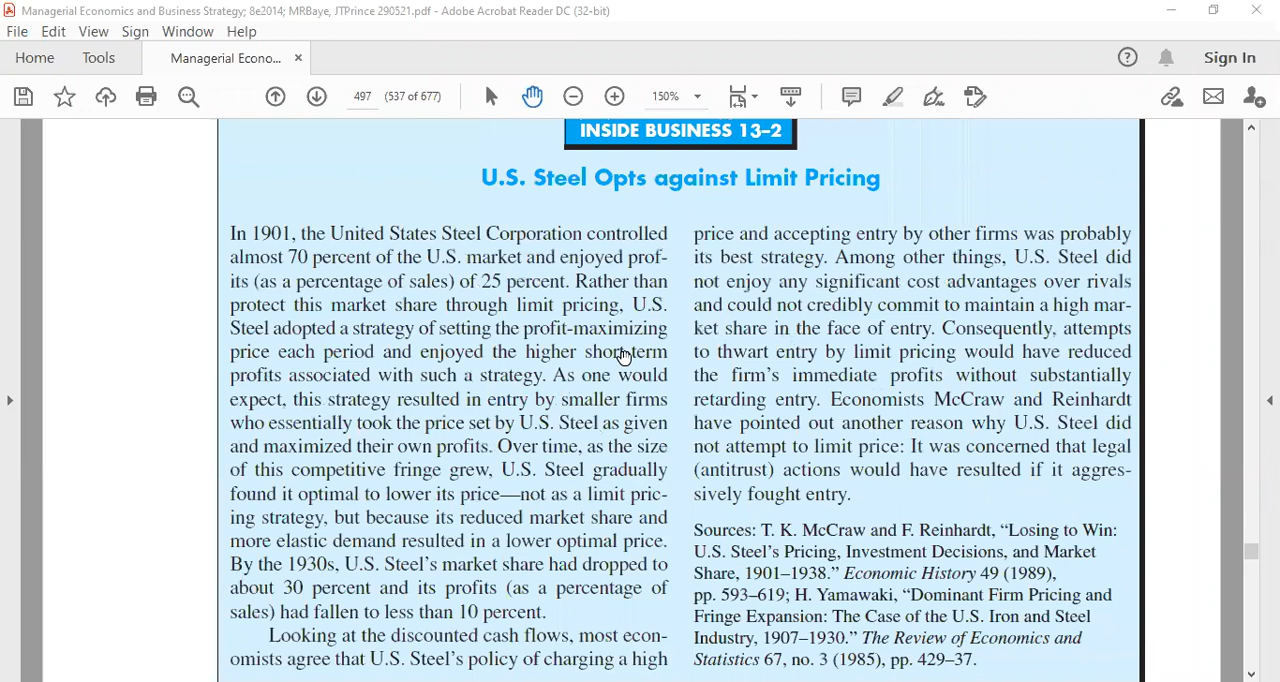 Managerial Economics and Business Strategy; 8e2014; MRBaye, JTPrince 290521.pdf - Adobe Acrobat Reader DC (32-bit)
File Edit View Sign Window Help
Home Tools Managerial Econo... × Sign In
497 (537 of 677) 150%
INSIDE BUSINESS 13–2
U.S. Steel Opts against Limit Pricing
In 1901, the United States Steel Corporation controlled
almost 70 percent of the U.S. market and enjoyed prof-
its (as a percentage of sales) of 25 percent. Rather than
protect this market share through limit pricing, U.S.
Steel adopted a strategy of setting the profit-maximizing
price each period and enjoyed the higher short-term
profits associated with such a strategy. As one would
expect, this strategy resulted in entry by smaller firms
who essentially took the price set by U.S. Steel as given
and maximized their own profits. Over time, as the size
of this competitive fringe grew, U.S. Steel gradually
found it optimal to lower its price—not as a limit pric-
ing strategy, but because its reduced market share and
more elastic demand resulted in a lower optimal price.
By the 1930s, U.S. Steel's market share had dropped to
about 30 percent and its profits (as a percentage of
sales) had fallen to less than 10 percent.
Looking at the discounted cash flows, most econ-
omists agree that U.S. Steel's policy of charging a high
price and accepting entry by other firms was probably
its best strategy. Among other things, U.S. Steel did
not enjoy any significant cost advantages over rivals
and could not credibly commit to maintain a high mar-
ket share in the face of entry. Consequently, attempts
to thwart entry by limit pricing would have reduced
the firm's immediate profits without substantially
retarding entry. Economists McCraw and Reinhardt
have pointed out another reason why U.S. Steel did
not attempt to limit price: It was concerned that legal
(antitrust) actions would have resulted if it aggres-
sively fought entry.
Sources: T. K. McCraw and F. Reinhardt, “Losing to Win:
U.S. Steel's Pricing, Investment Decisions, and Market
Share, 1901–1938.” Economic History 49 (1989),
pp. 593–619; H. Yamawaki, “Dominant Firm Pricing and
Fringe Expansion: The Case of the U.S. Iron and Steel
Industry, 1907–1930.” The Review of Economics and
Statistics 67, no. 3 (1985), pp. 429–37.